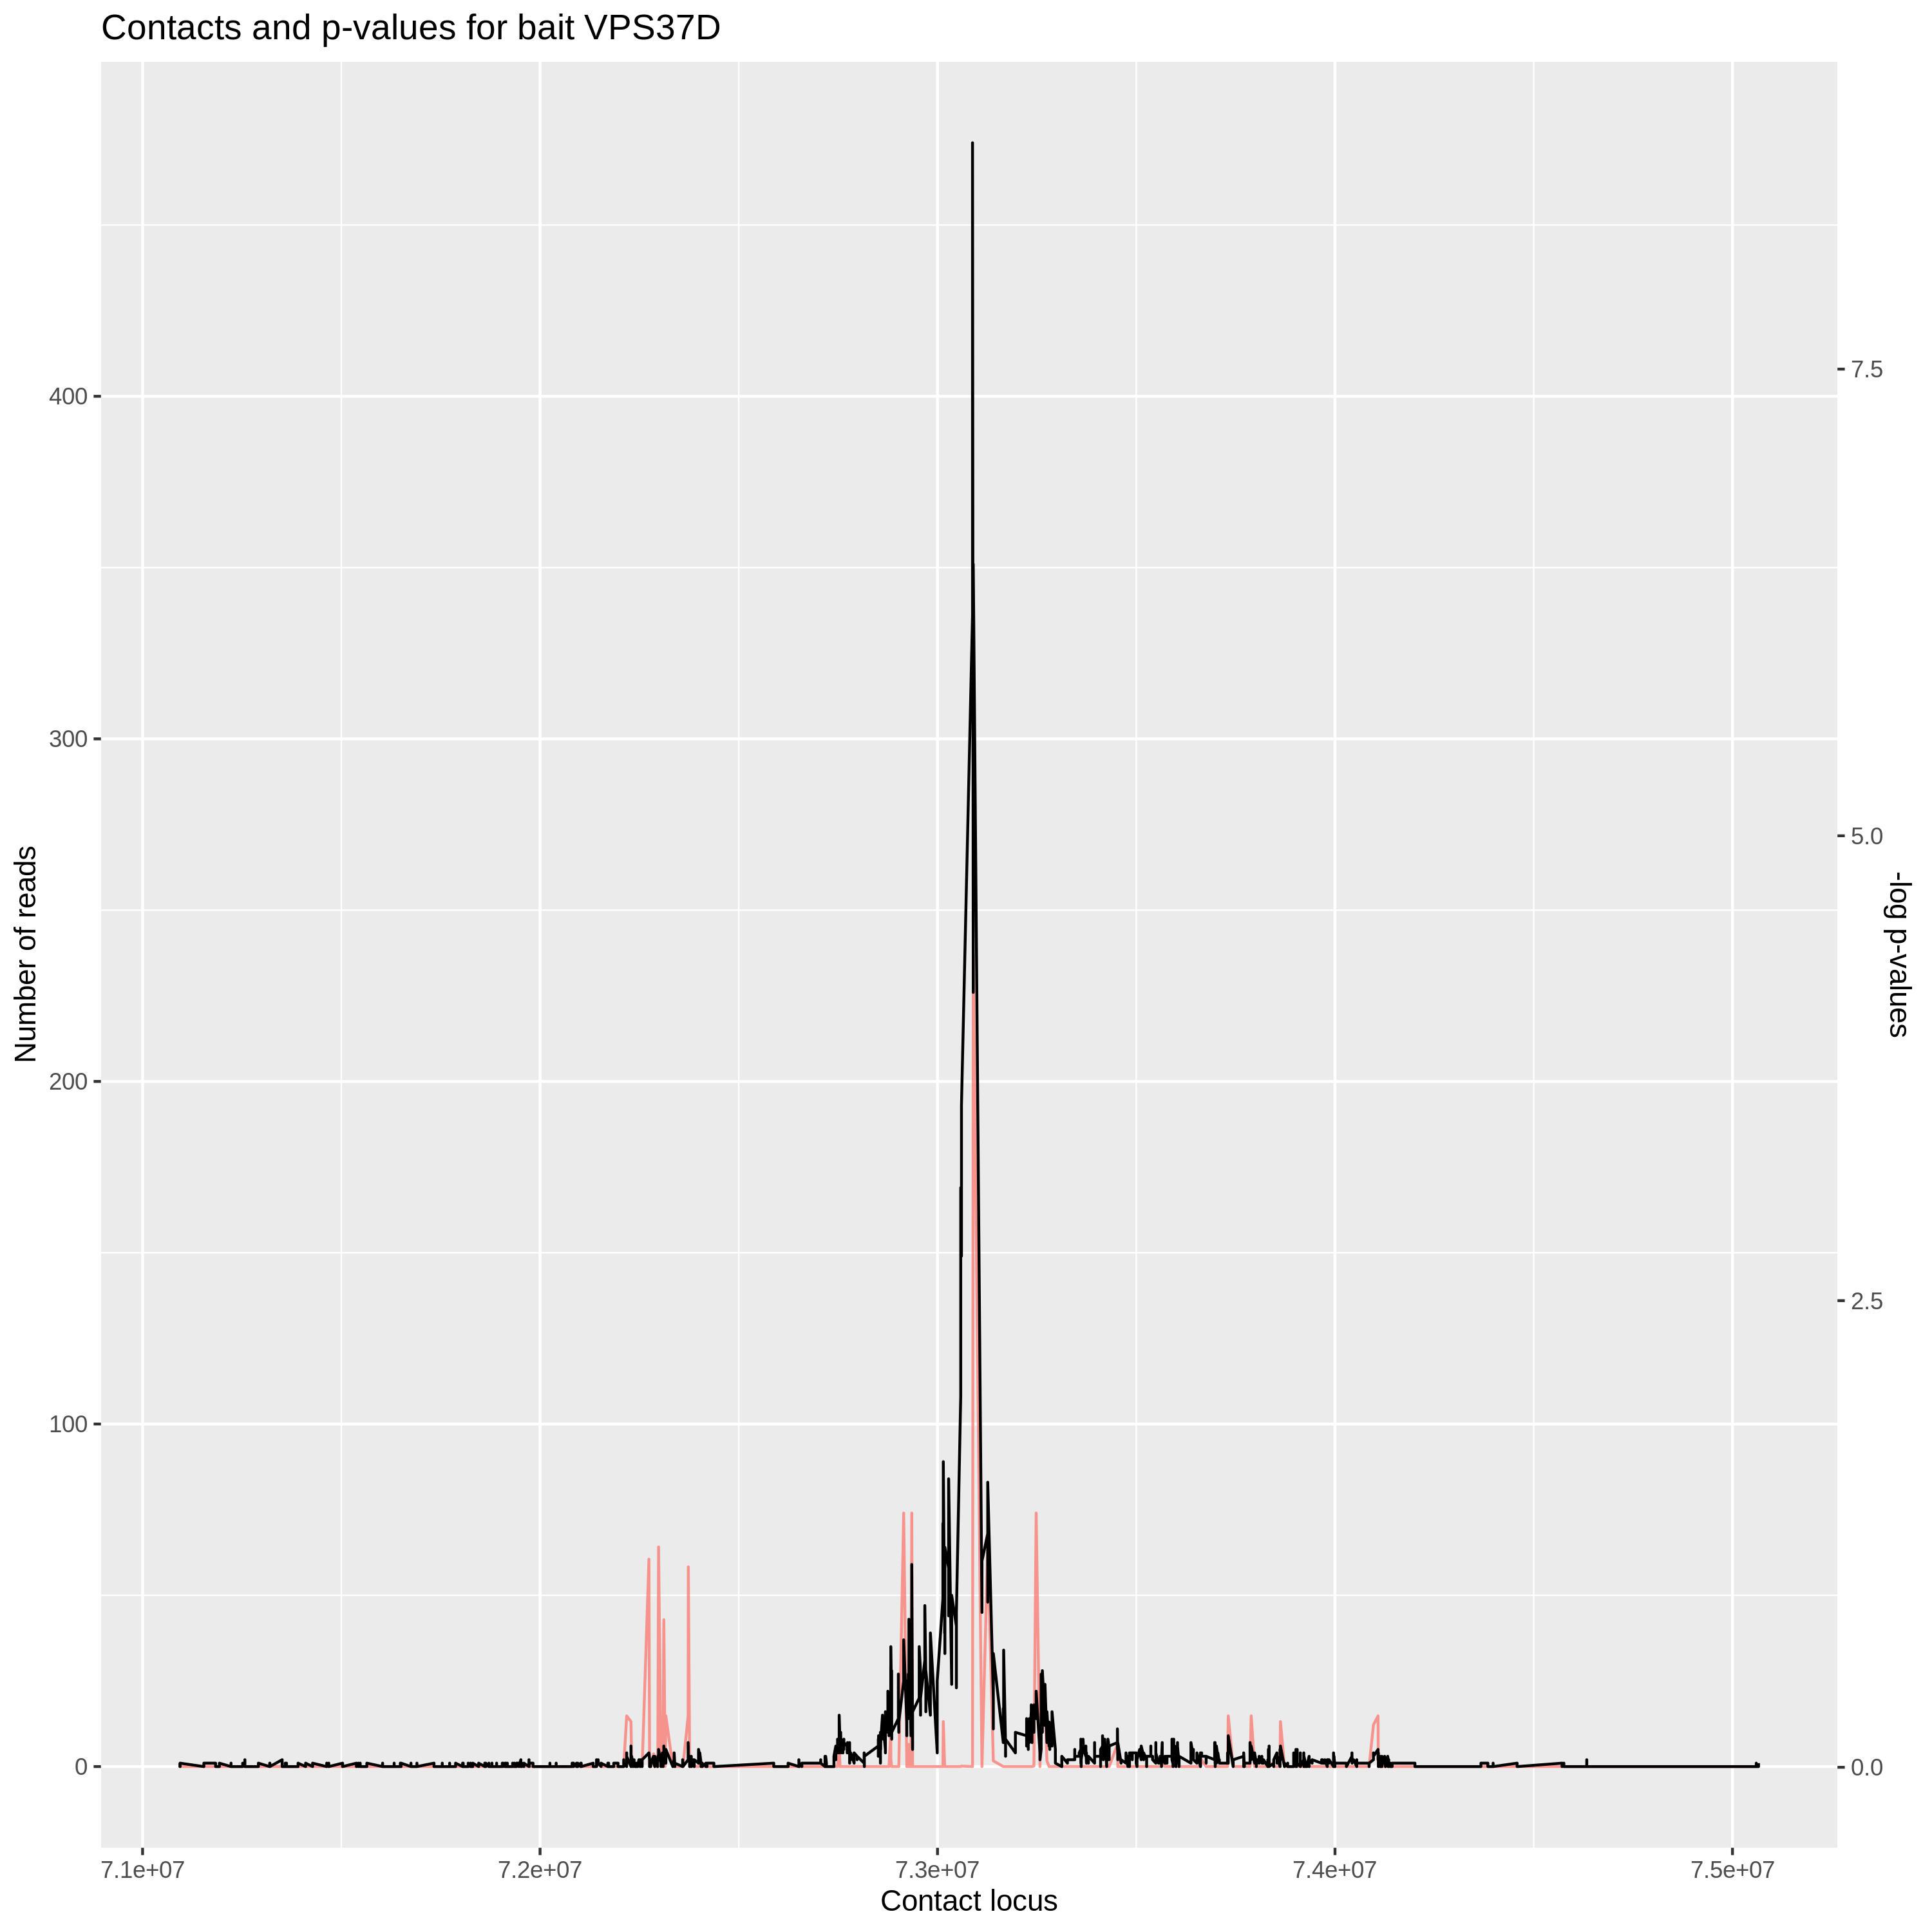 Contacts and p-values for bait VPS37D
400
300
200
100
0
Number of reads
7.5
5.0
2.5
0.0
-log p-values
7.1e+07
7.2e+07
7.3e+07
7.4e+07
7.5e+07
Contact locus